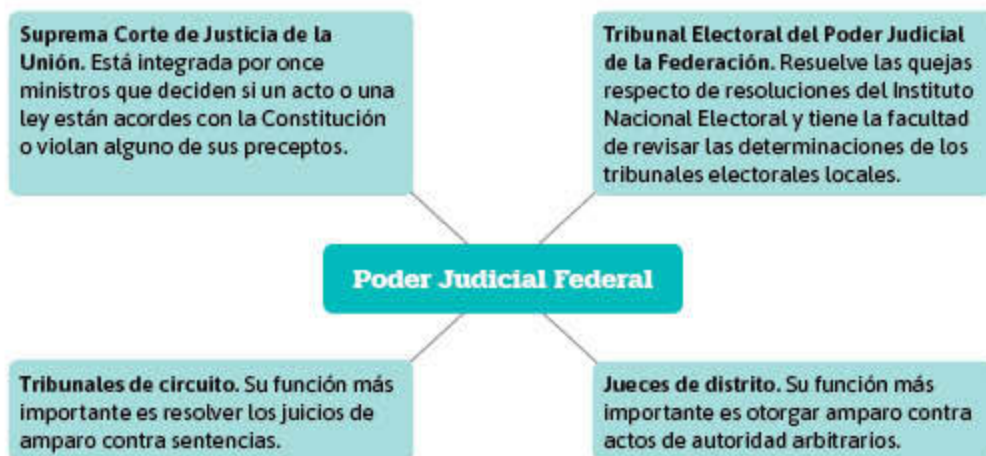 Suprema Corte de Justicia de la
Unión. Está integrada por once
ministros que deciden si un acto o una
ley están acordes con la Constitución
o violan alguno de sus preceptos.
Tribunal Electoral del Poder Judicial
de la Federación. Resuelve las quejas
respecto de resoluciones del Instituto
Nacional Electoral y tiene la facultad
de revisar las determinaciones de los
tribunales electorales locales.
Poder Judicial Federal
Tribunales de circuito. Su función más
importante es resolver los juicios de
amparo contra sentencias.
Jueces de distrito. Su función más
importante es otorgar amparo contra
actos de autoridad arbitrarios.